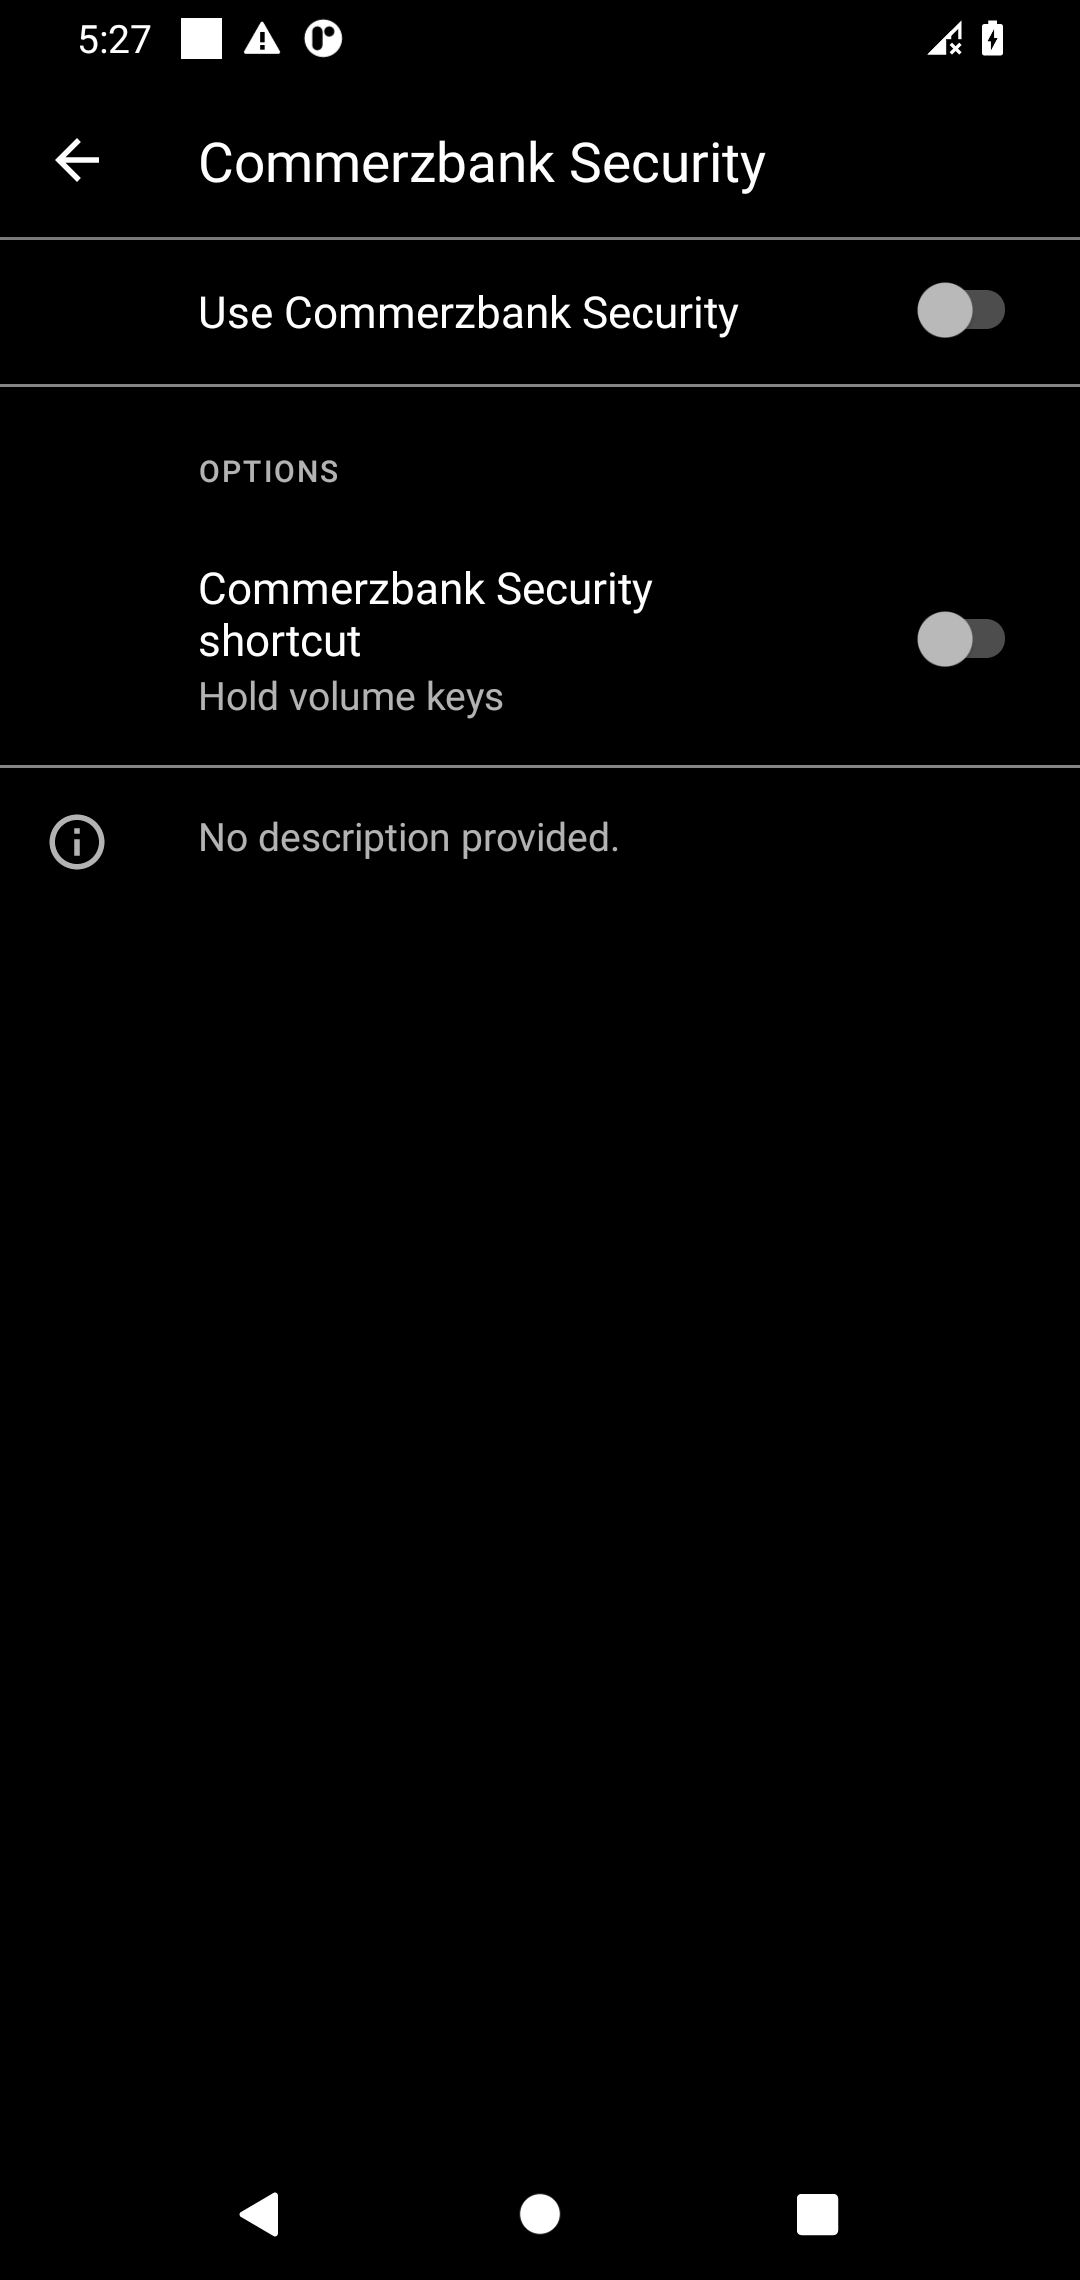 5:27
Commerzbank Security
Use Commerzbank Security
OPTIONS
Commerzbank Security
shortcut
Hold volume keys
No description provided.